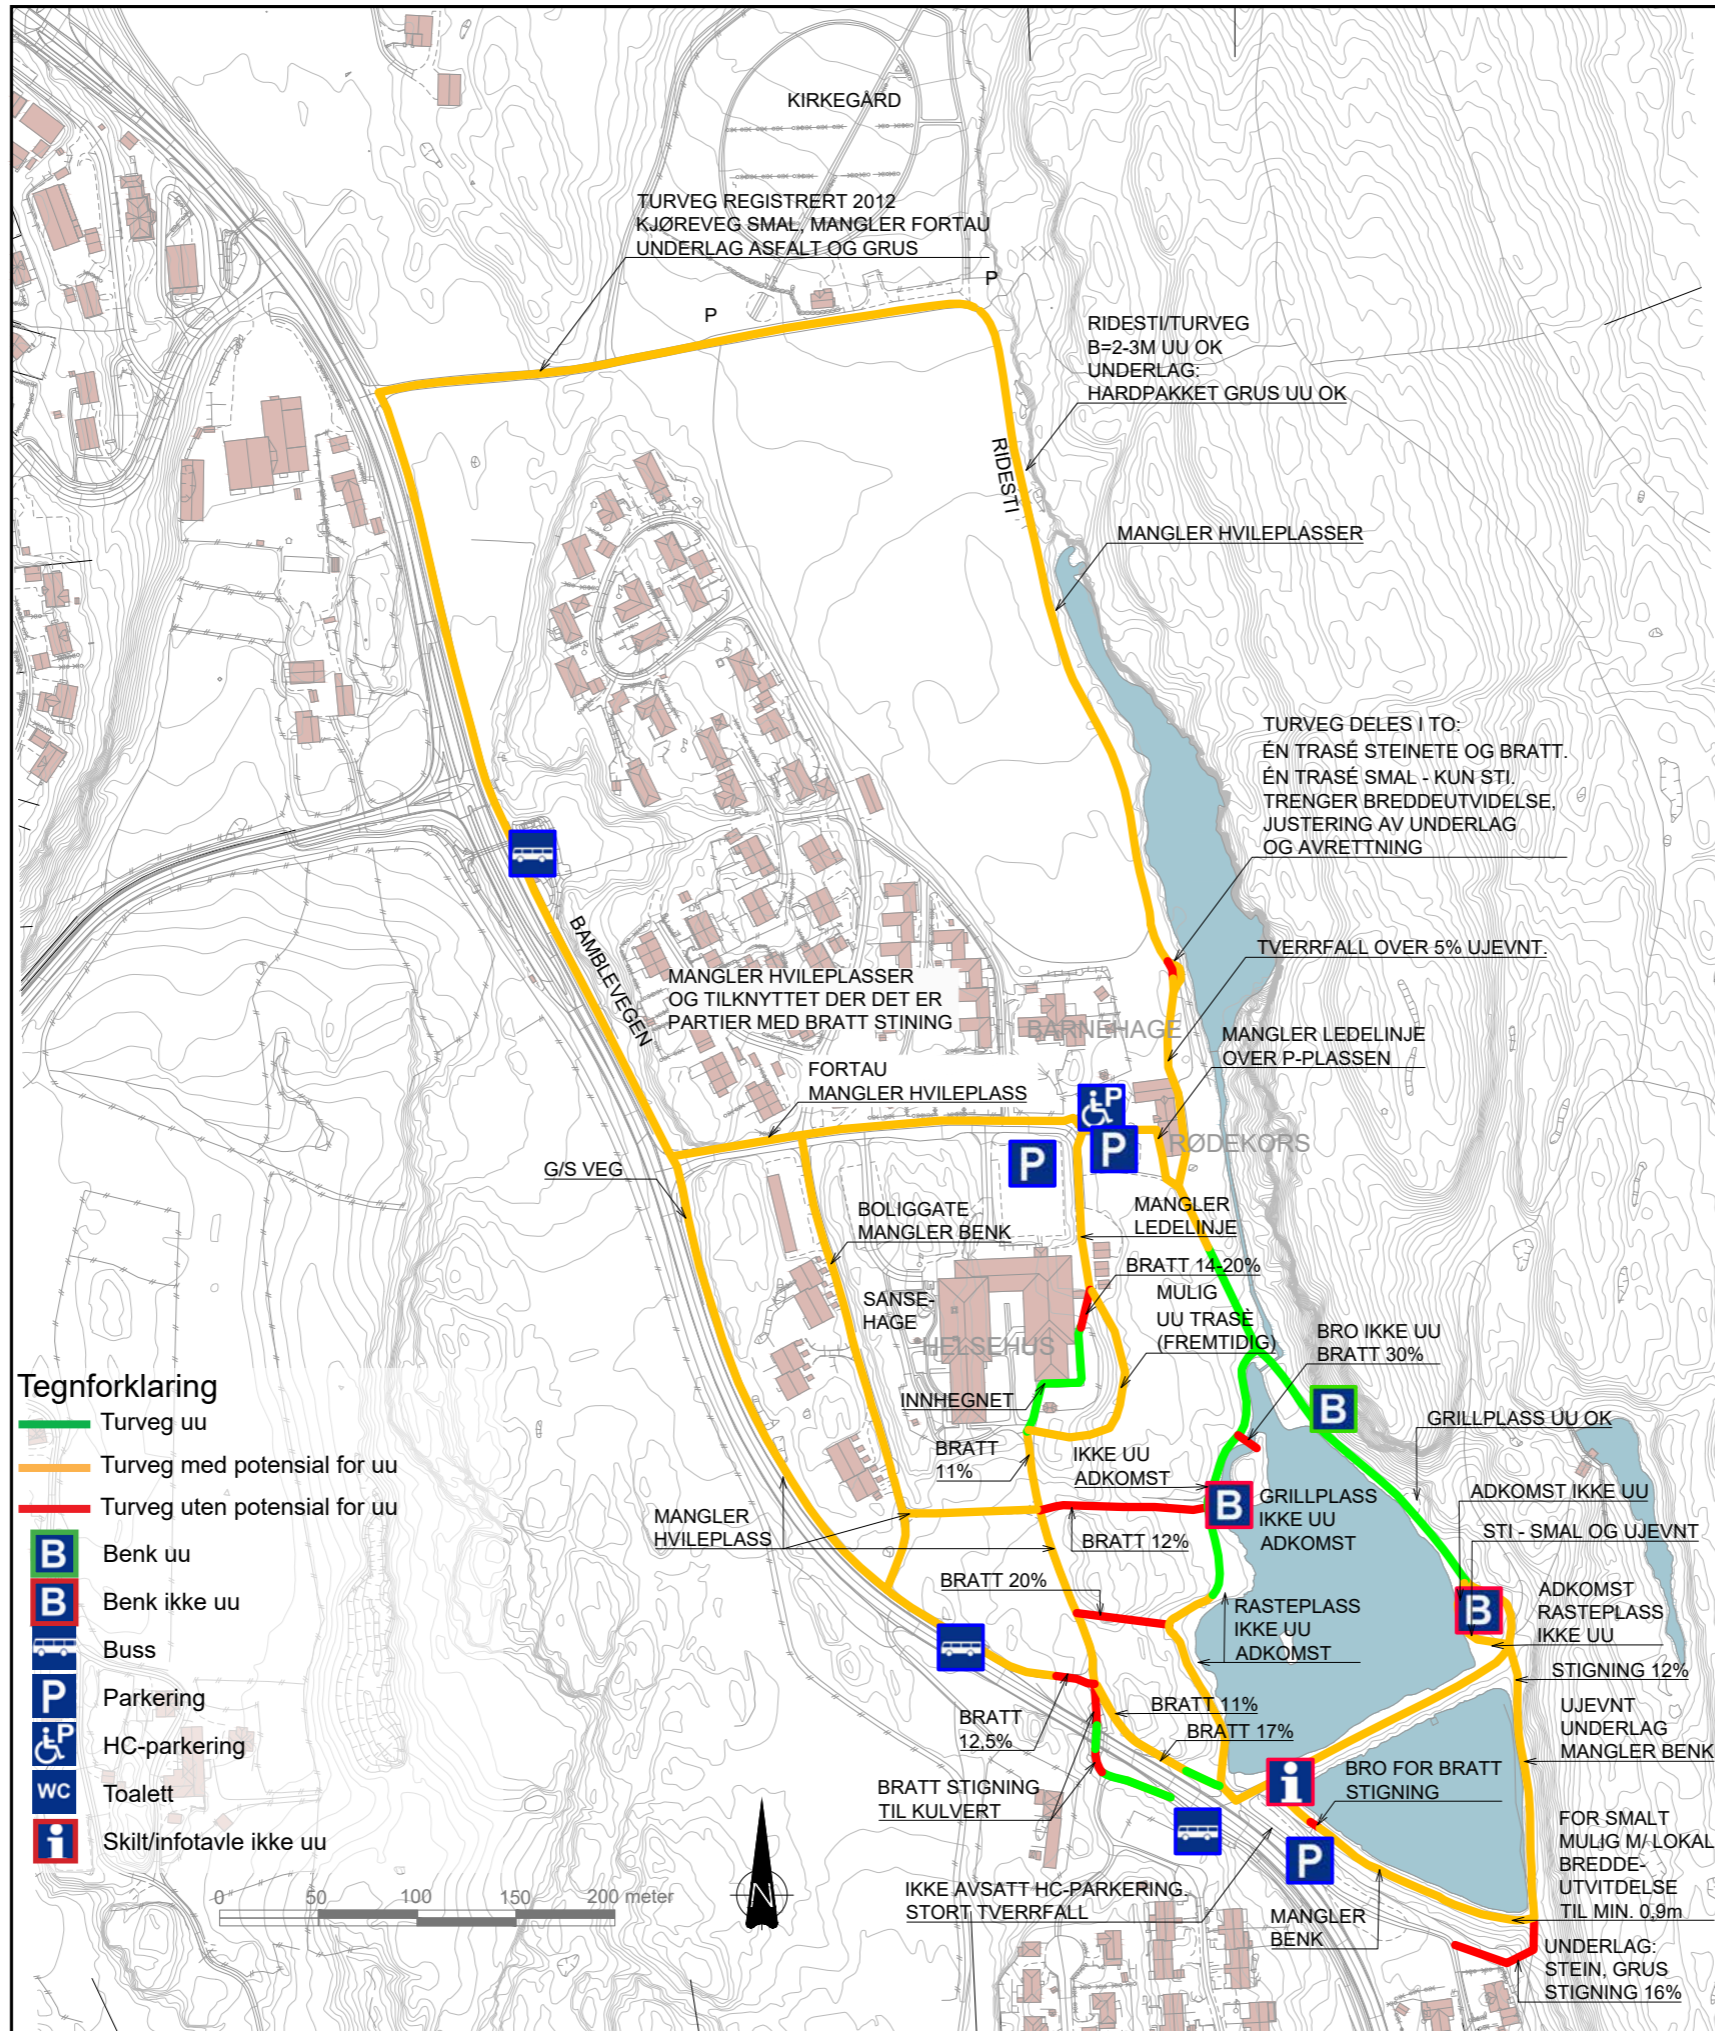 KIRKEGÅRD
TURVEG REGISTRERT 2012
KJØREVEG SMAL, MANGLER FORTAU
UNDERLAG ASFALT OG GRUS
P
P
RIDESTI/TURVEG
B=2-3M UU OK
UNDERLAG:
HARDPAKKET GRUS UU OK
RIDESTI
MANGLER HVILEPLASSER
TURVEG DELES I TO:
ÉN TRASÉ STEINETE OG BRATT.
ÉN TRASÉ SMAL - KUN STI.
TRENGER BREDDEUTVIDELSE,
JUSTERING AV UNDERLAG
OG AVRETTNING
BAMBLEVEGEN
TVERRFALL OVER 5% UJEVNT.
MANGLER HVILEPLASSER
OG TILKNYTTET DER DET ER
PARTIER MED BRATT STINING
BARNEHAGE
MANGLER LEDELINJE
OVER P-PLASSEN
FORTAU
MANGLER HVILEPLASS
P
P
P
RØDEKORS
G/S VEG
BOLIGGATE
MANGLER BENK
MANGLER
LEDELINJE
BRATT 14-20%
MULIG
UU TRASÈ
(FREMTIDIG)
SANSE-
HAGE
HELSEHUS
BRO IKKE UU
BRATT 30%
INNHEGNET
B
GRILLPLASS UU OK
BRATT
11%
IKKE UU
ADKOMST
B
GRILLPLASS
IKKE UU
ADKOMST
ADKOMST IKKE UU
STI - SMAL OG UJEVNT
MANGLER
HVILEPLASS
BRATT 12%
BRATT 20%
RASTEPLASS
IKKE UU
ADKOMST
B
ADKOMST
RASTEPLASS
IKKE UU
STIGNING 12%
BRATT
12,5%
BRATT 11%
BRATT 17%
UJEVNT
UNDERLAG
MANGLER BENK
BRATT STIGNING
TIL KULVERT
i
BRO FOR BRATT
STIGNING
P
FOR SMALT
MULIG M/ LOKAL
BREDDE-
UTVITDELSE
TIL MIN. 0,9m
IKKE AVSATT HC-PARKERING.
STORT TVERRFALL
MANGLER
BENK
UNDERLAG:
STEIN, GRUS
STIGNING 16%
Tegnforklaring
Turveg uu
Turveg med potensial for uu
Turveg uten potensial for uu
B Benk uu
B Benk ikke uu
Buss
P Parkering
P HC-parkering
WC Toalett
i Skilt/infotavle ikke uu
0 50 100 150 200 meter
N